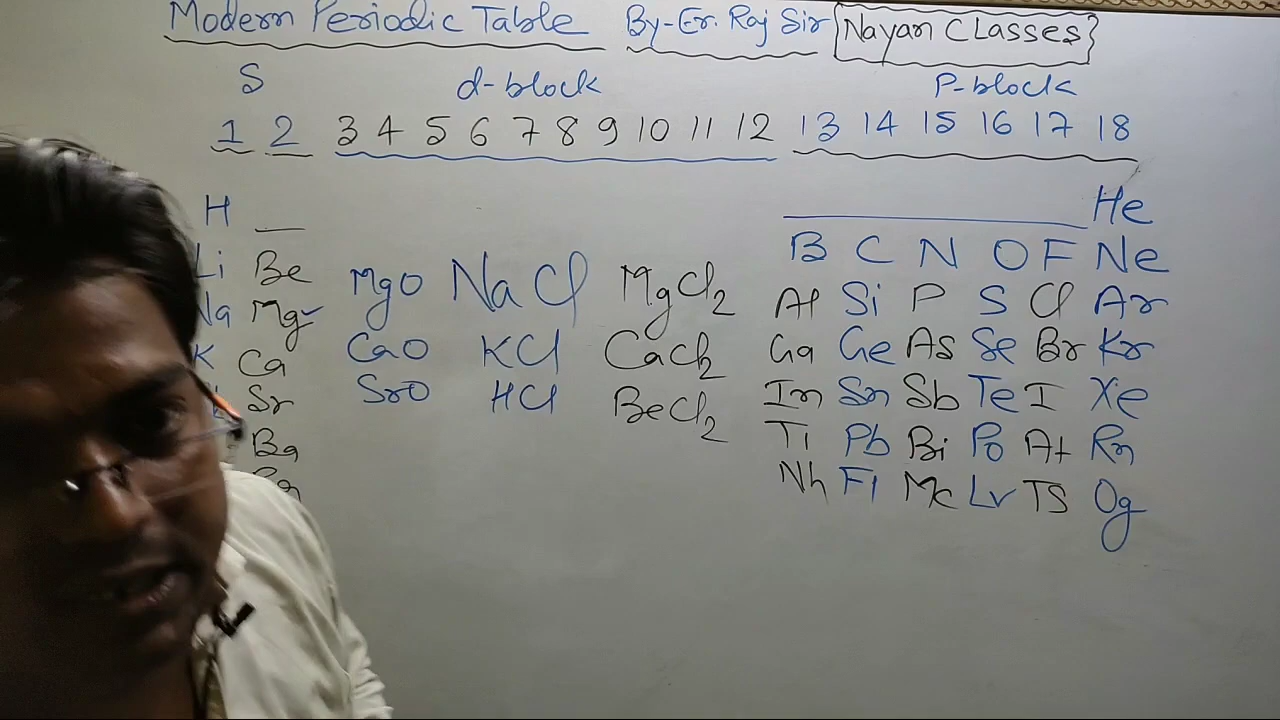 Modern Periodic Table By-Er. Raj Sir Nayan Classes
S d-block P-block
1 2 3 4 5 6 7 8 9 10 11 12 13 14 15 16 17 18
H — He
Li Be B C N O F Ne
Na Mg MgO NaCl MgCl2 Al Si P S Cl Ar
K Ca CaO KCl CaCl2 Ga Ge As Se Br Kr
Sr SrO HCl BeCl2 In Sn Sb Te I Xe
Ba Ti Pb Bi Po At Rn
Nh Fl Mc Lv TS Og